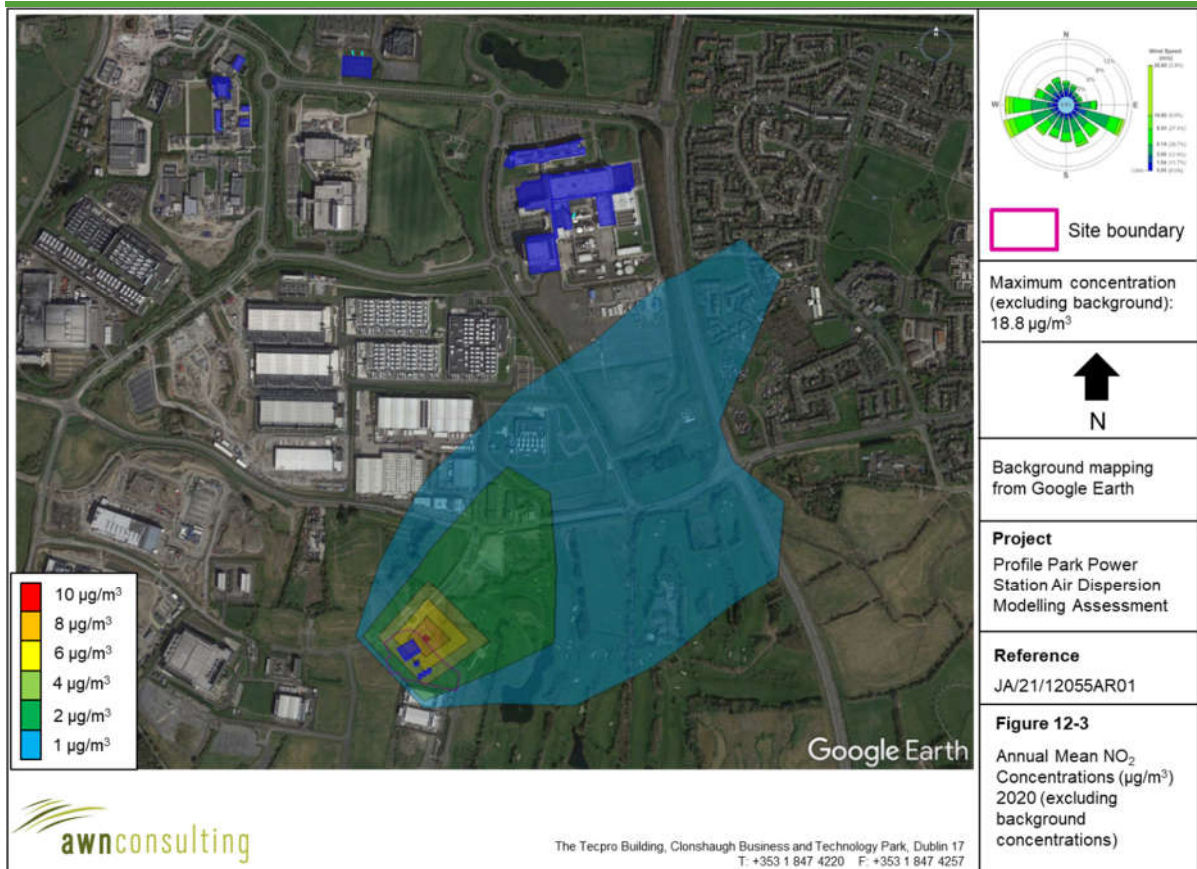 N
W
E
S
Site boundary
Maximum concentration
(excluding background):
18.8 µg/m³
N
Background mapping
from Google Earth
Project
Profile Park Power
Station Air Dispersion
Modelling Assessment
Reference
JA/21/12055AR01
Figure 12-3
Annual Mean NO₂
Concentrations (µg/m³)
2020 (excluding
background
concentrations)
10 µg/m³
8 µg/m³
6 µg/m³
4 µg/m³
2 µg/m³
1 µg/m³
Google Earth
awnconsulting
The Tecpro Building, Clonshaugh Business and Technology Park, Dublin 17
T: +353 1 847 4220 F: +353 1 847 4257